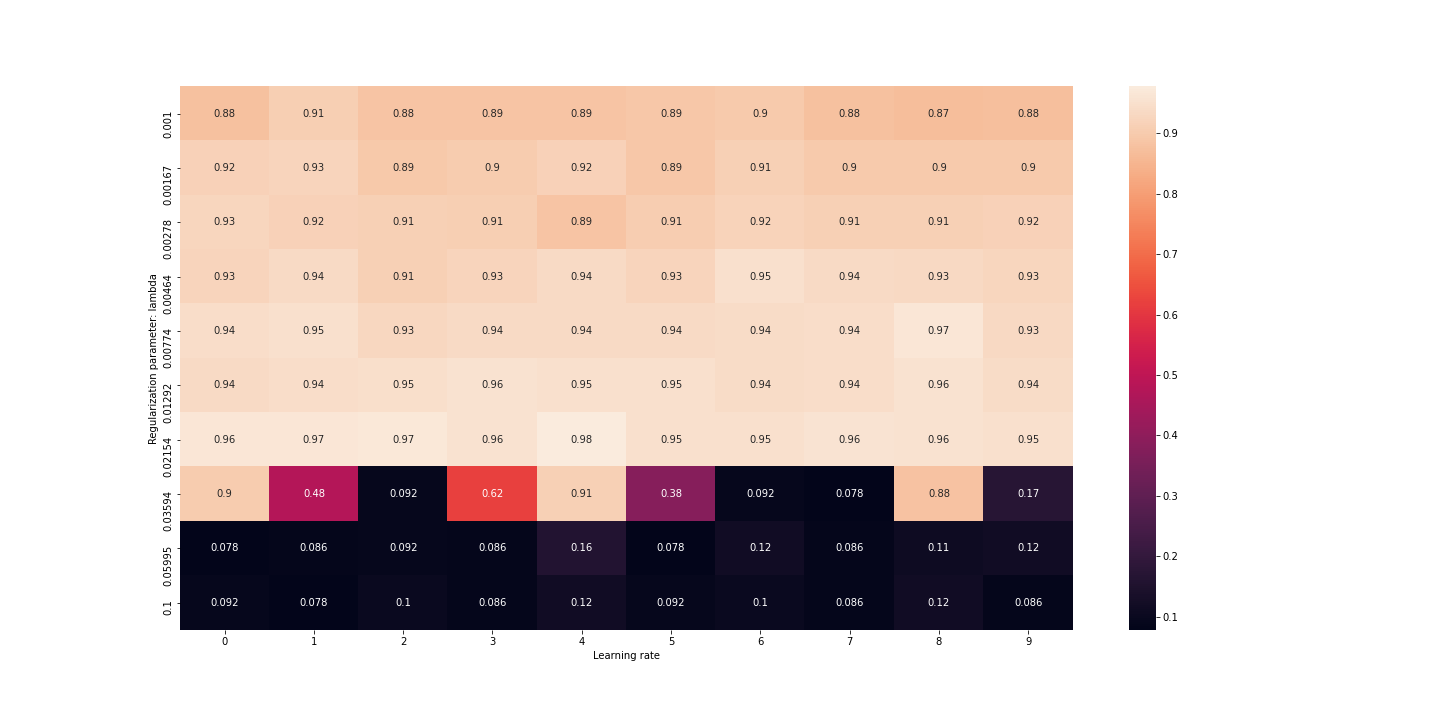 Regularization parameter: lambda
0.001 0.88 0.91 0.88 0.89 0.89 0.89 0.9 0.88 0.87 0.88
0.00167 0.92 0.93 0.89 0.9 0.92 0.89 0.91 0.9 0.9 0.9
0.00278 0.93 0.92 0.91 0.91 0.89 0.91 0.92 0.91 0.91 0.92
0.00464 0.93 0.94 0.91 0.93 0.94 0.93 0.95 0.94 0.93 0.93
0.00774 0.94 0.95 0.93 0.94 0.94 0.94 0.94 0.94 0.97 0.93
0.01292 0.94 0.94 0.95 0.96 0.95 0.95 0.94 0.94 0.96 0.94
0.02154 0.96 0.97 0.97 0.96 0.98 0.95 0.95 0.96 0.96 0.95
0.03594 0.9 0.48 0.092 0.62 0.91 0.38 0.092 0.078 0.88 0.17
0.05995 0.078 0.086 0.092 0.086 0.16 0.078 0.12 0.086 0.11 0.12
0.1 0.092 0.078 0.1 0.086 0.12 0.092 0.1 0.086 0.12 0.086
0 1 2 3 4 5 6 7 8 9
Learning rate
0.9
0.8
0.7
0.6
0.5
0.4
0.3
0.2
0.1